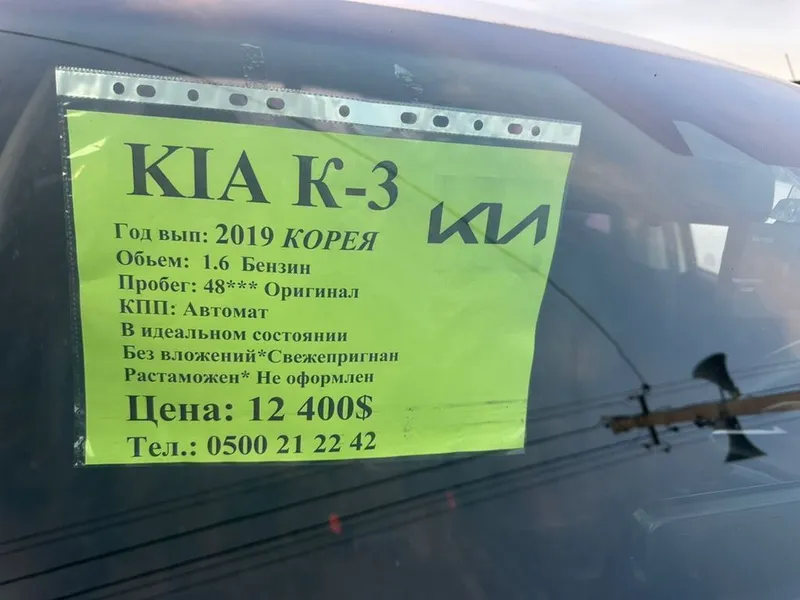 KIA К-3
KIA
Год вып: 2019 КОРЕЯ
Обьем: 1.6 Бензин
Пробег: 48*** Оригинал
КПП: Автомат
В идеальном состоянии
Без вложений*Свежепригнан
Растаможен* Не оформлен
Цена: 12 400$
Тел.: 0500 21 22 42